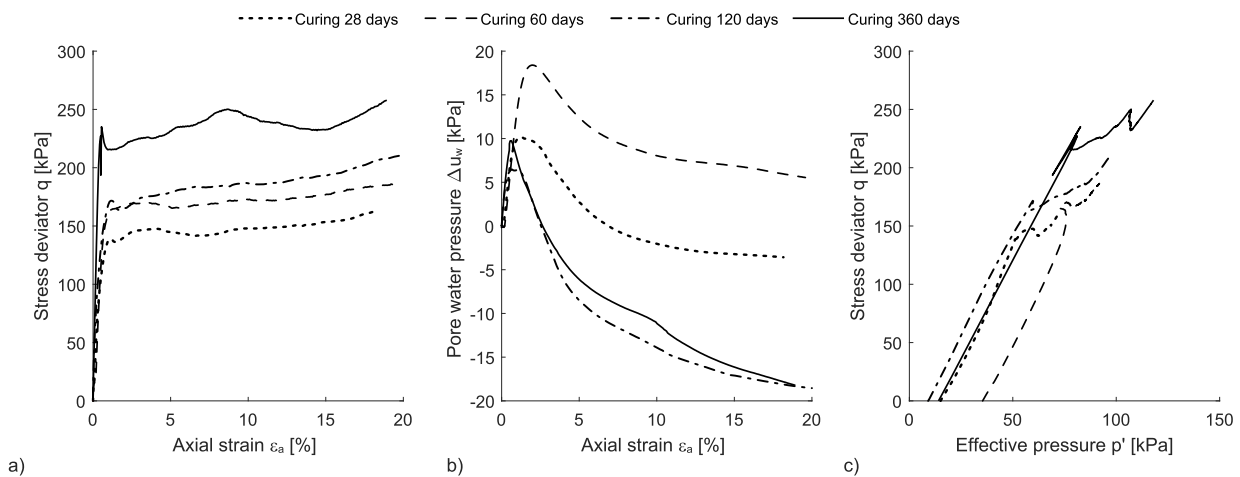 Curing 28 days Curing 60 days Curing 120 days Curing 360 days
300
250
200
150
100
50
0
Stress deviator q [kPa]
0 5 10 15 20
Axial strain εa [%]
a)
20
15
10
5
0
-5
-10
-15
-20
Pore water pressure Δuw [kPa]
0 5 10 15 20
Axial strain εa [%]
b)
300
250
200
150
100
50
0
Stress deviator q [kPa]
0 50 100 150
Effective pressure p' [kPa]
c)